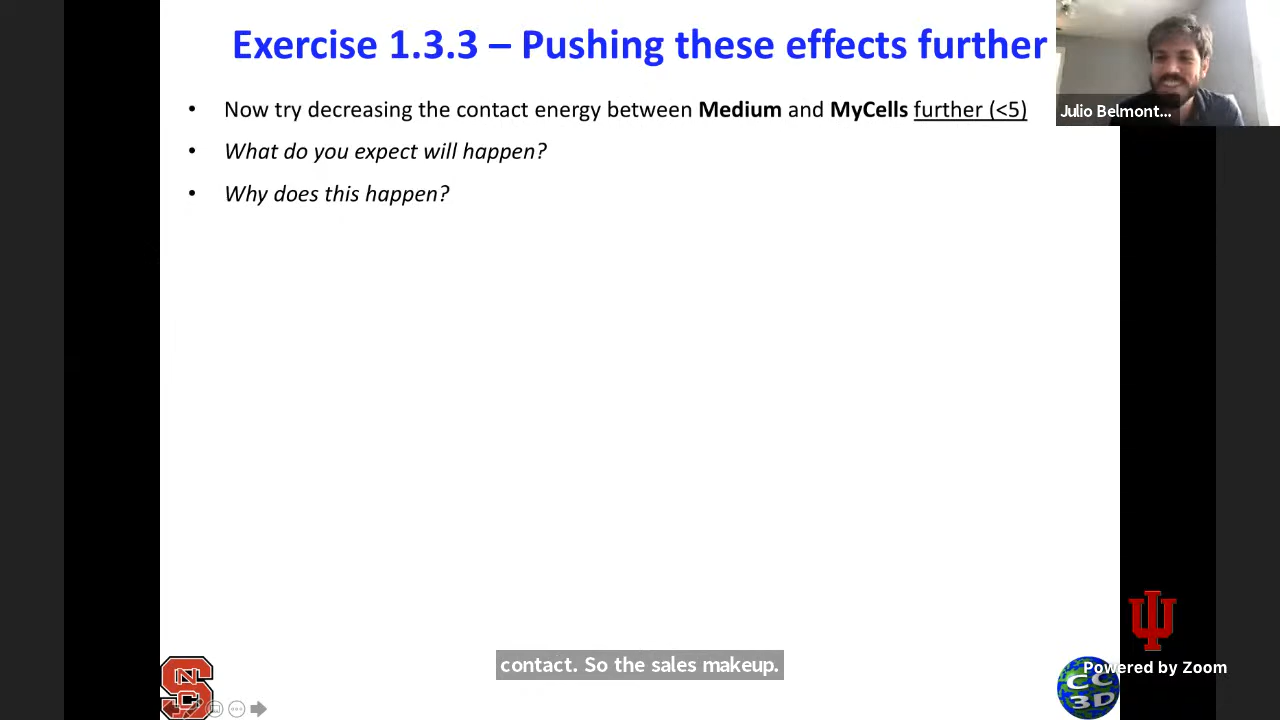 Exercise 1.3.3 – Pushing these effects further
• Now try decreasing the contact energy between Medium and MyCells further (<5)
• What do you expect will happen?
• Why does this happen?
Julio Belmont...
contact. So the sales makeup.
Powered by Zoom
CC
3D